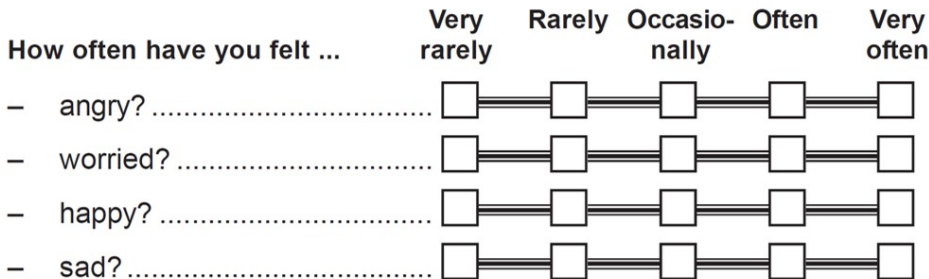 Very Rarely Occasio- Often Very
How often have you felt ... rarely nally often
– angry? ....................................
– worried? .................................
– happy? ...................................
– sad? .......................................